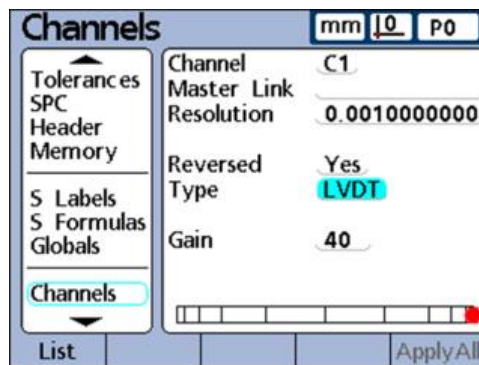 Channels mm 0 P0
Tolerances
SPC
Header
Memory
S Labels
S Formulas
Globals
Channels
Channel C1
Master Link
Resolution 0.0010000000
Reversed Yes
Type LVDT
Gain 40
List ApplyAll